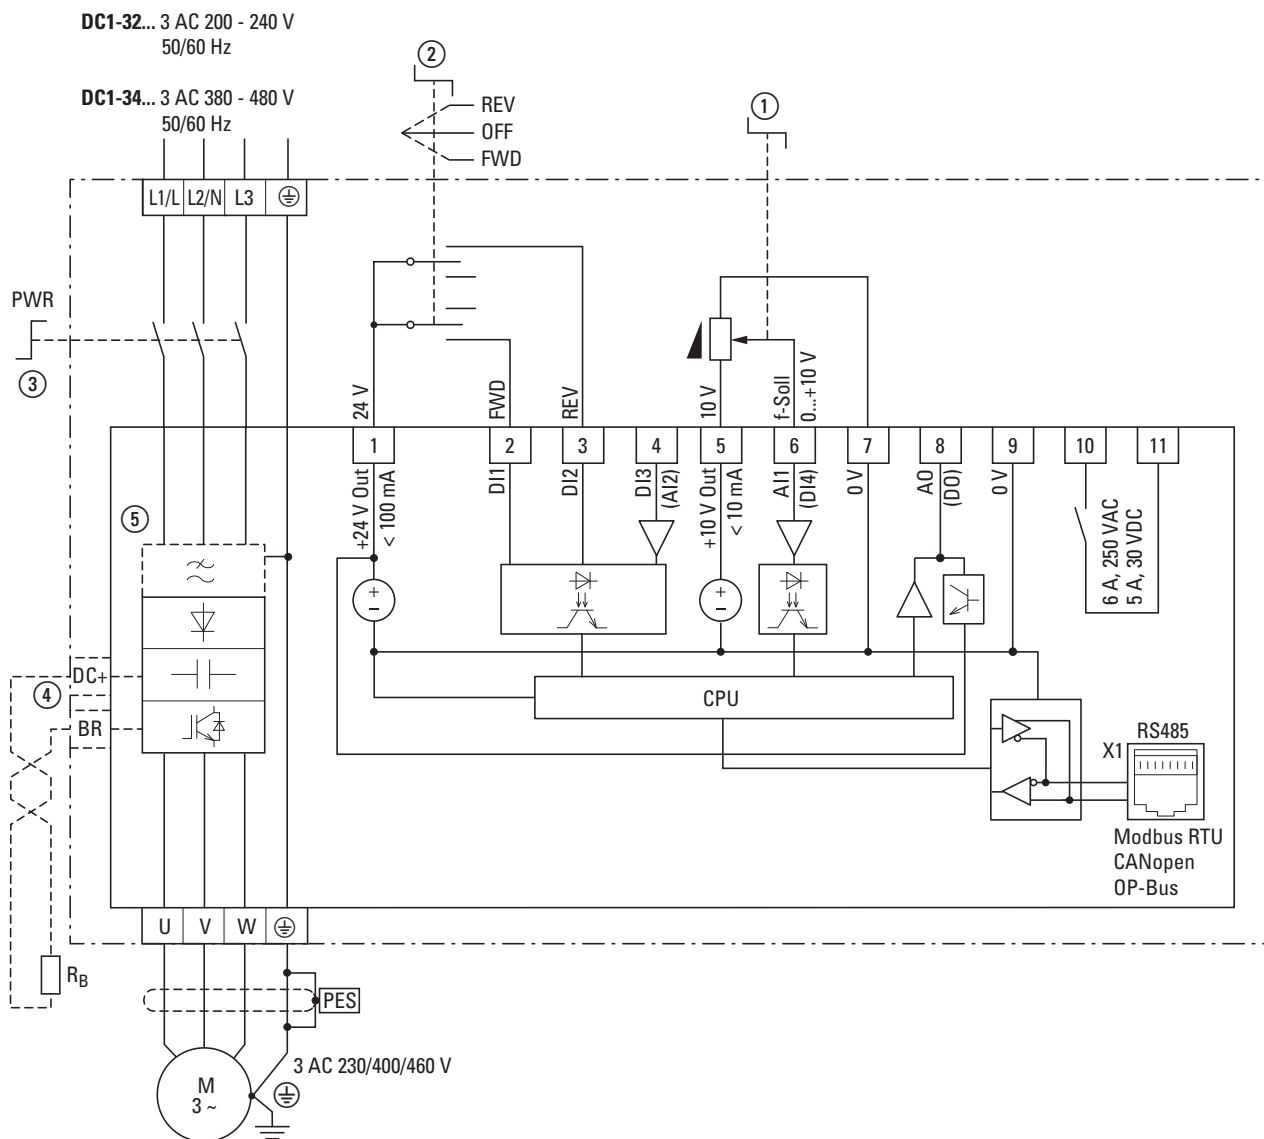 DC1-32... 3 AC 200 - 240 V
50/60 Hz
DC1-34... 3 AC 380 - 480 V
50/60 Hz
2
REV
OFF
FWD
1
L1/L L2/N L3
PWR
3
24 V
FWD
REV
10 V
f-Soll
0...+10 V
1 2 3 4 5 6 7 8 9 10 11
+24 V Out
< 100 mA
DI1
DI2
DI3
(AI2)
+10 V Out
< 10 mA
AI1
(DI4)
0 V
AO
(DO)
0 V
6 A, 250 VAC
5 A, 30 VDC
5
DC+
4
BR
CPU
X1
RS485
Modbus RTU
CANopen
OP-Bus
U V W
RB
PES
3 AC 230/400/460 V
M
3 ~